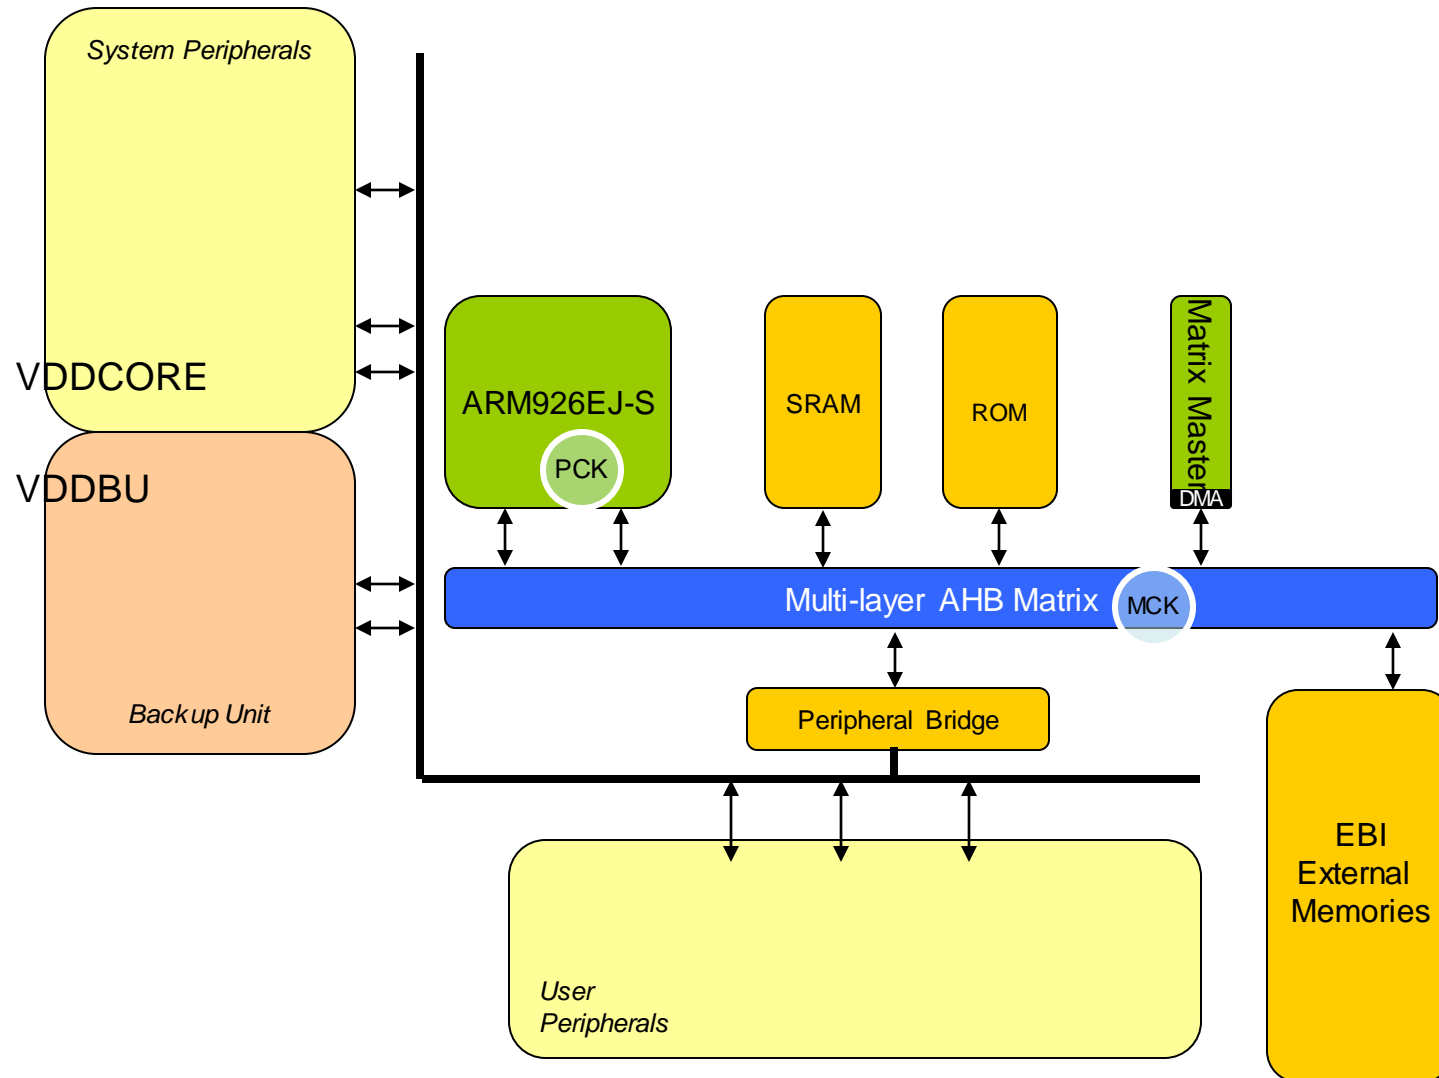 System Peripherals
VDDCORE
VDDBU
Backup Unit
ARM926EJ-S
PCK
SRAM
ROM
Matrix Master
DMA
Multi-layer AHB Matrix
MCK
Peripheral Bridge
EBI
External
Memories
User
Peripherals